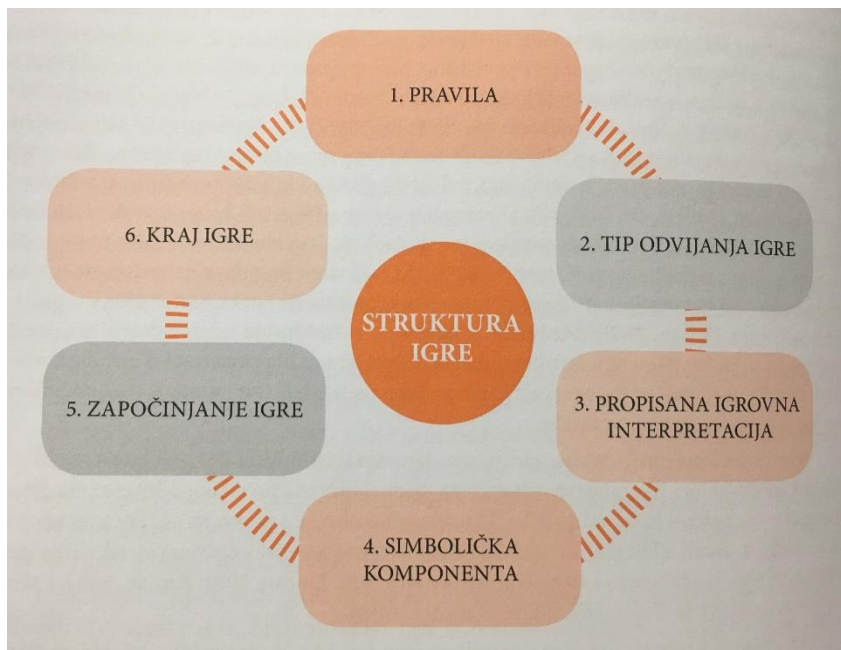 1. PRAVILA
2. TIP ODVIJANJA IGRE
3. PROPISANA IGROVNA
INTERPRETACIJA
4. SIMBOLIČKA
KOMPONENTA
5. ZAPOČINJANJE IGRE
6. KRAJ IGRE
STRUKTURA
IGRE